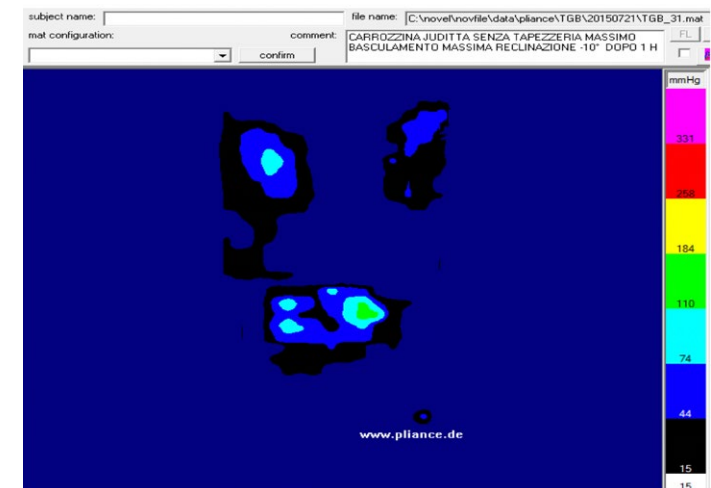 subject name:
file name: C:\novel\novfile\data\pliance\TGB\20150721\TGB_31.mat
mat configuration:
comment: CARROZZINA JUDITTA SENZA TAPEZZERIA MASSIMO
BASCULAMENTO MASSIMA RECLINAZIONE -10° DOPO 1 H
FL
confirm
mmHg
331
258
184
110
74
44
15
15
www.pliance.de